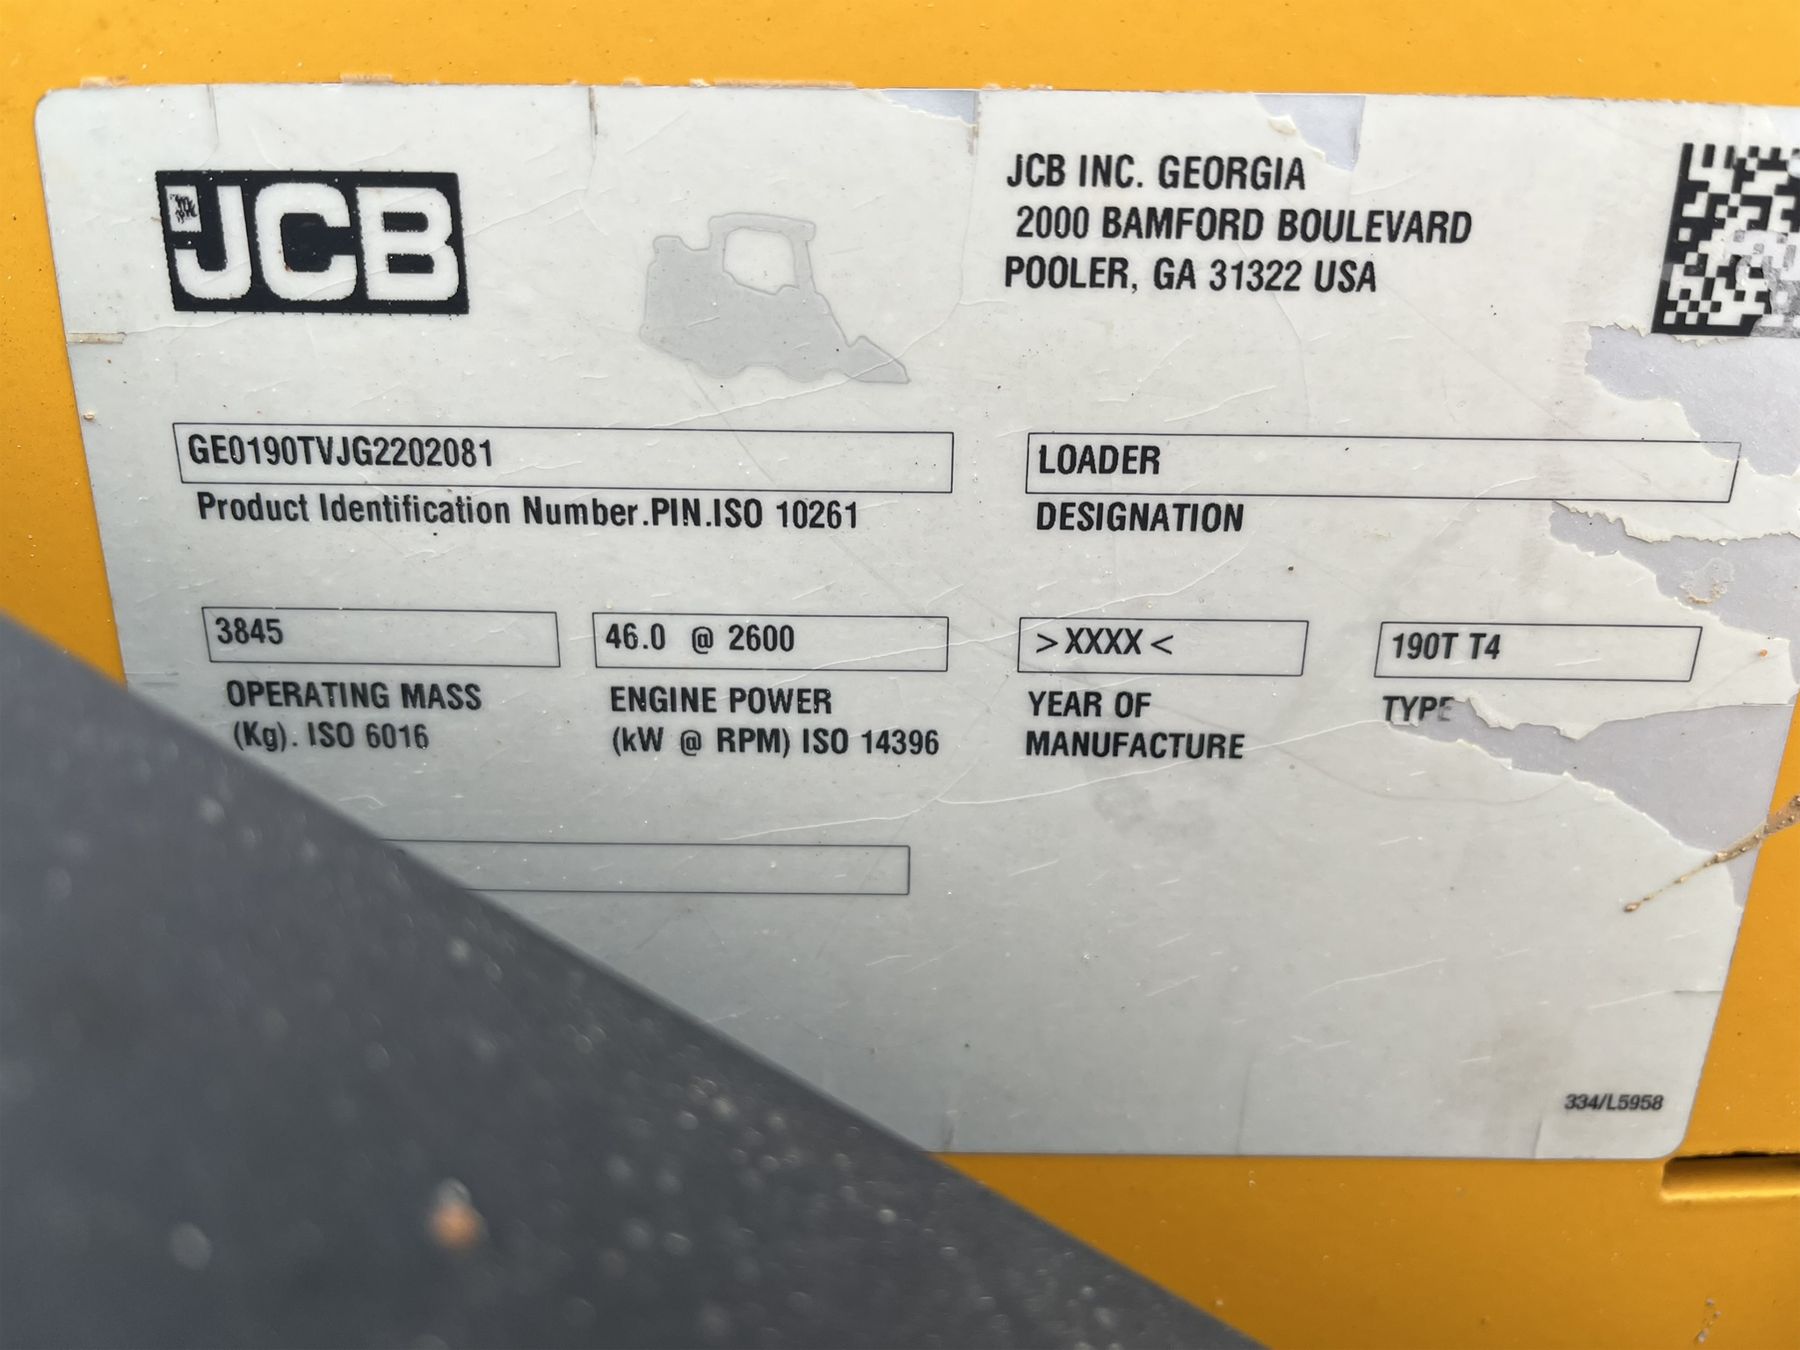 JCB
JCB INC. GEORGIA
2000 BAMFORD BOULEVARD
POOLER, GA 31322 USA
GE0190TVJG2202081
LOADER
Product Identification Number.PIN.ISO 10261
DESIGNATION
3845
46.0 @ 2600
>XXXX<
190T T4
OPERATING MASS
(Kg). ISO 6016
ENGINE POWER
(kW @ RPM) ISO 14396
YEAR OF
MANUFACTURE
TYPE
334/L5958